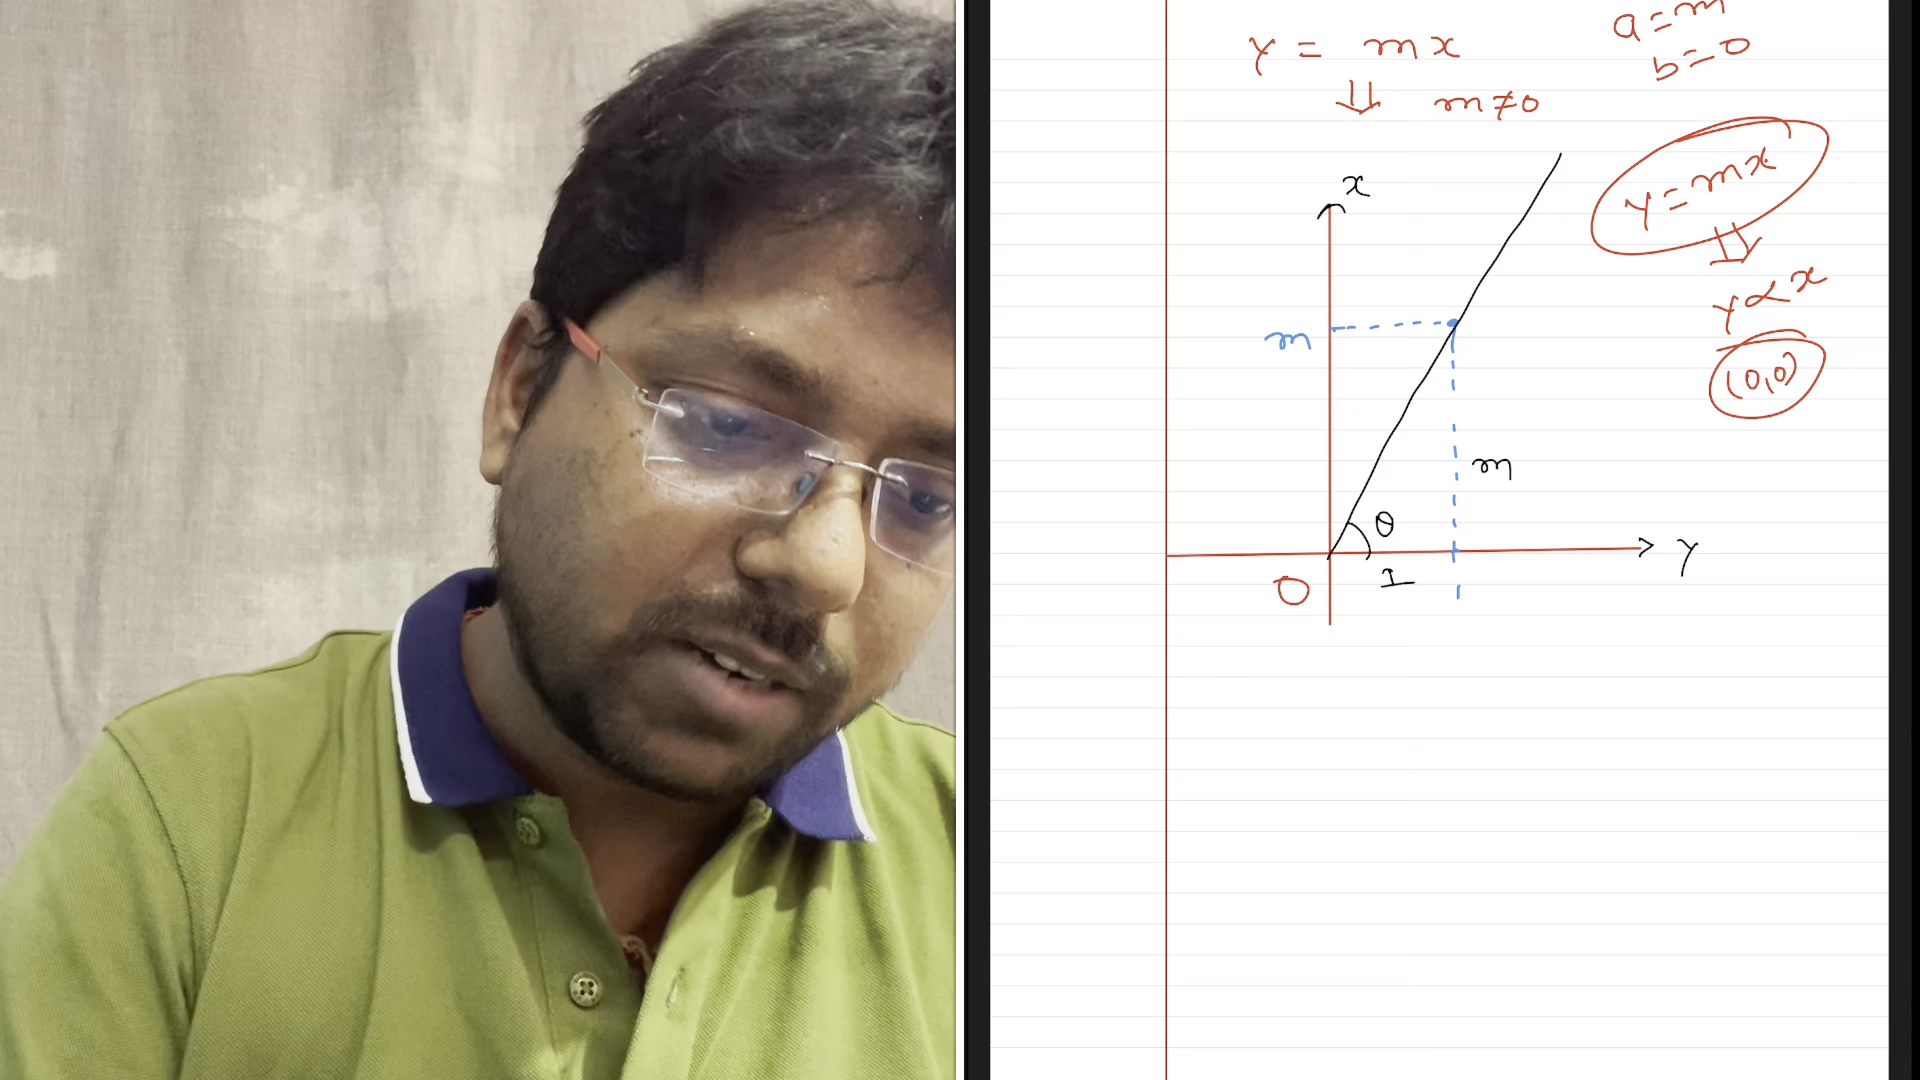 a = m
y = mx
b = 0
⇓ m ≠ 0
x
y = mx
⇓
y ∝ x
m
(0,0)
m
θ
y
O
1